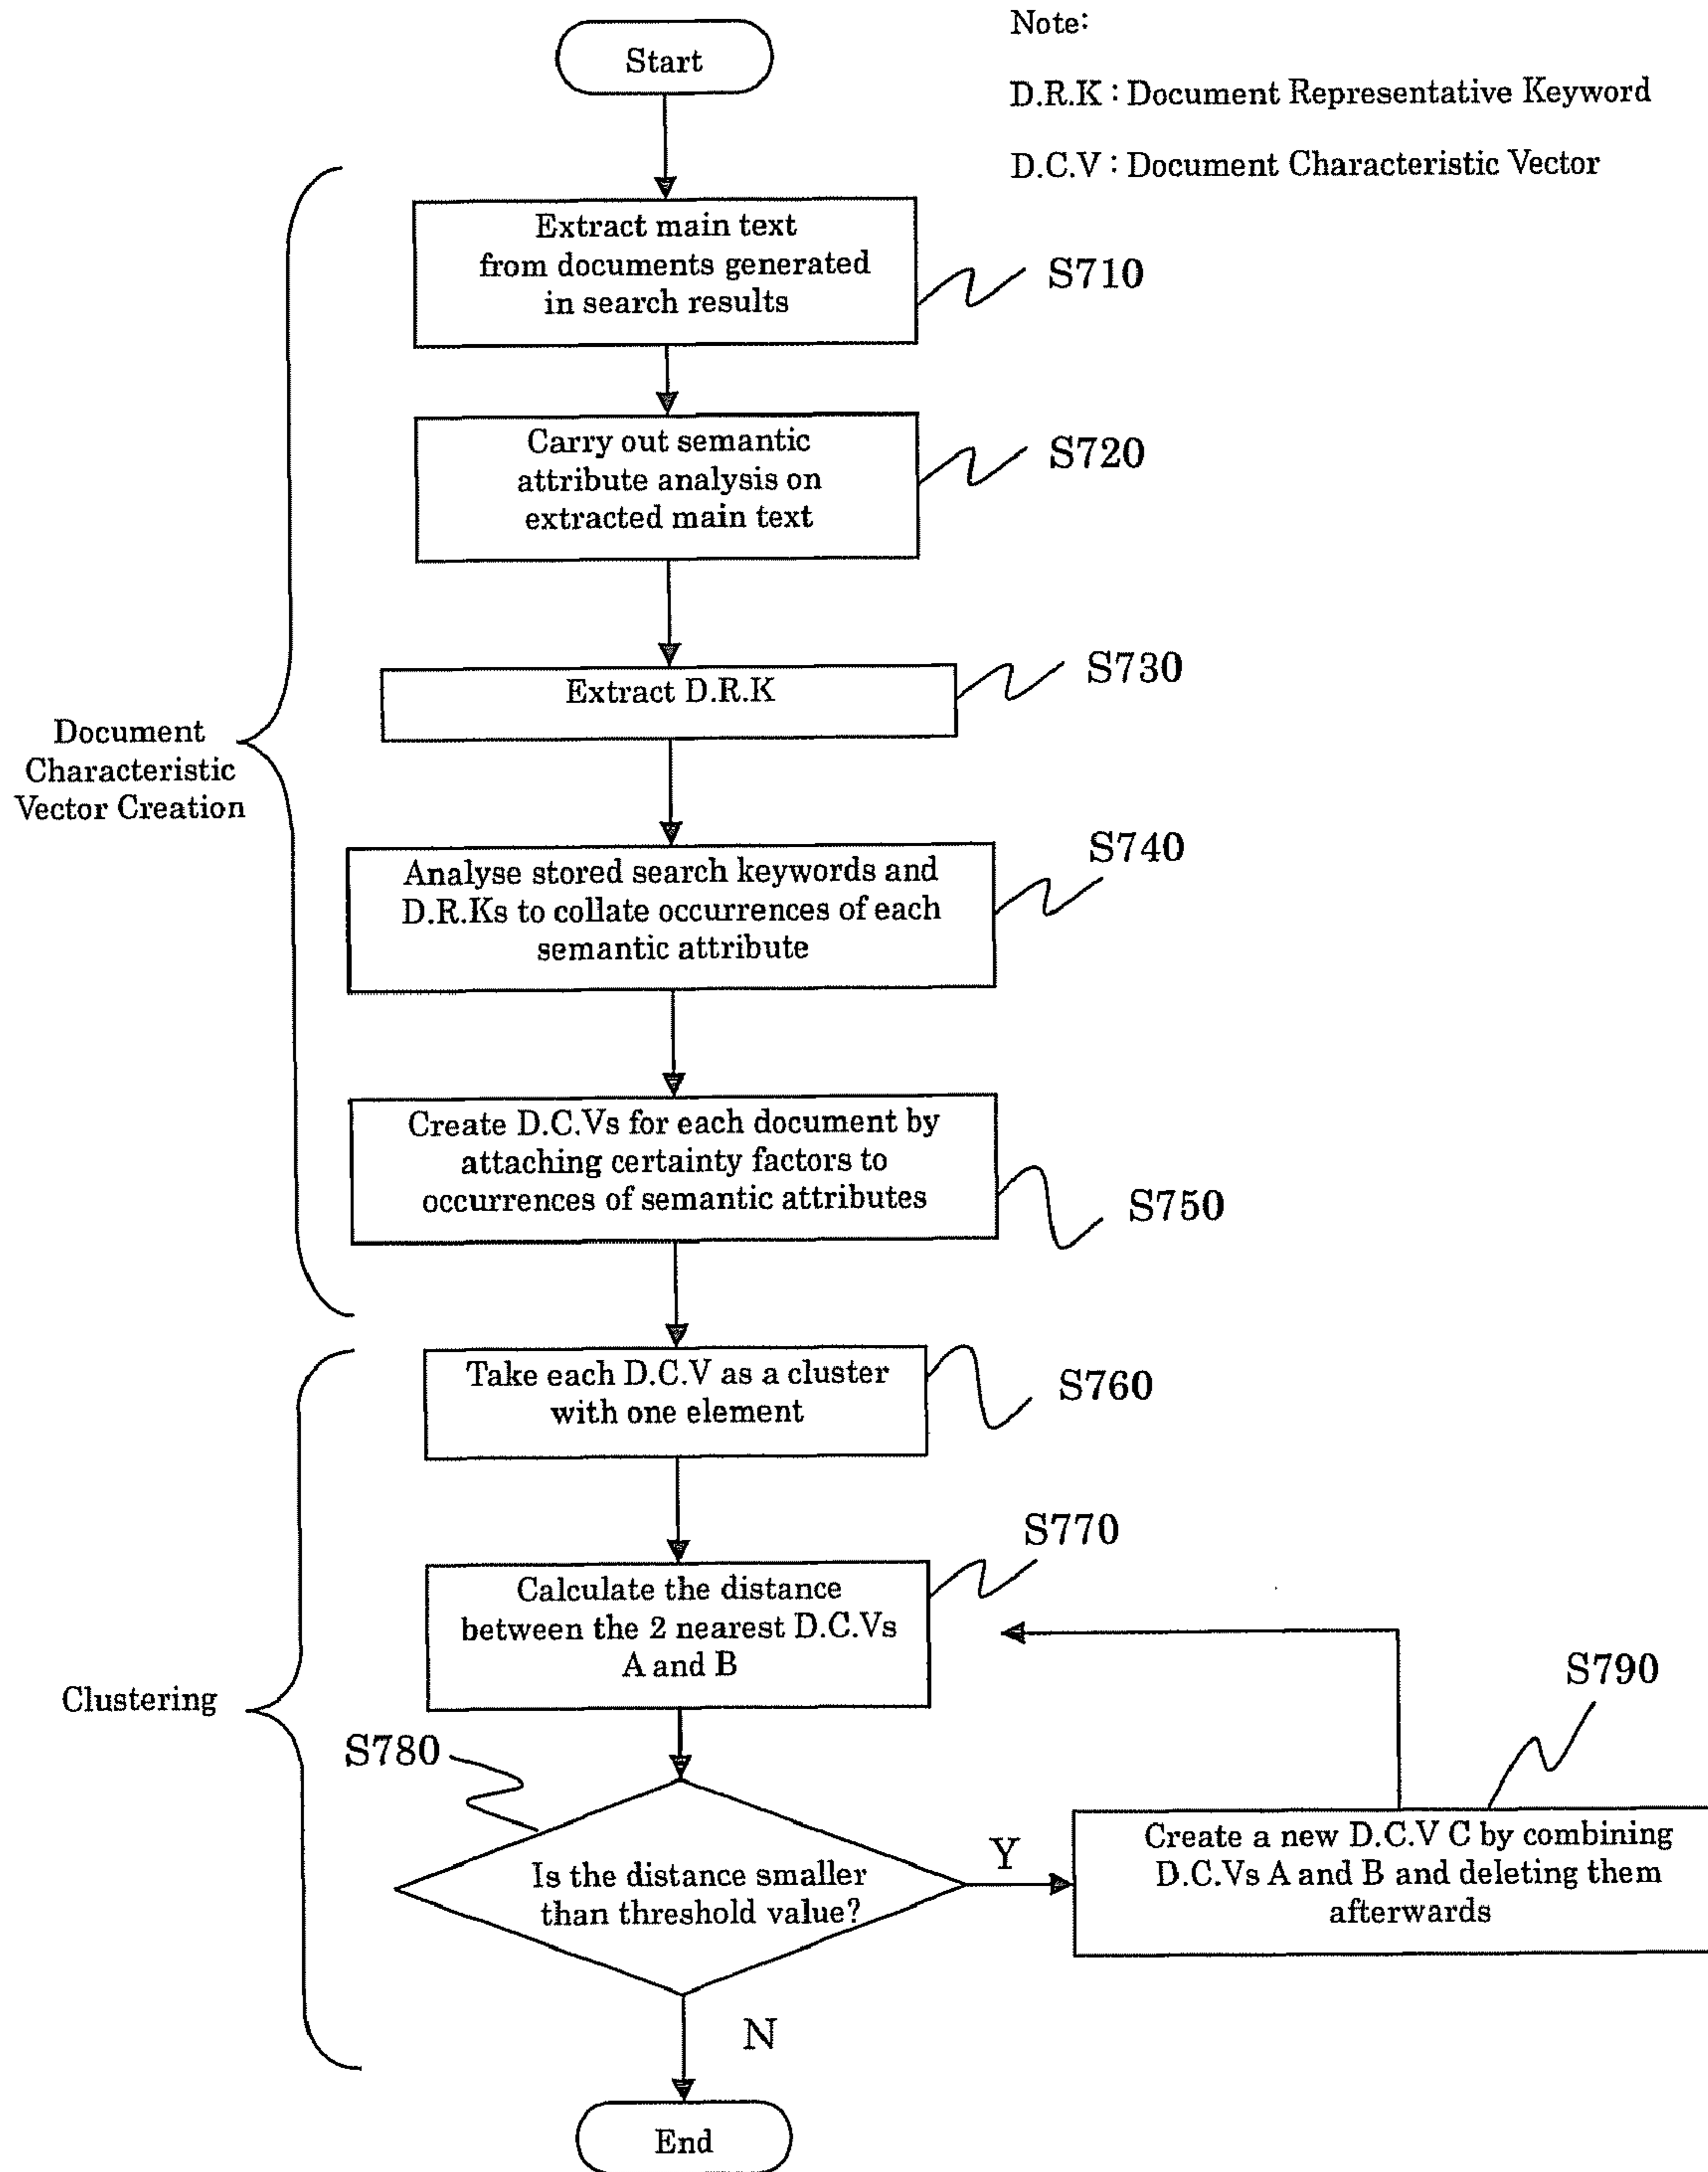 Note:
D.R.K : Document Representative Keyword
D.C.V : Document Characteristic Vector
Start
Extract main text
from documents generated
in search results
S710
Carry out semantic
attribute analysis on
extracted main text
S720
Extract D.R.K
S730
Document
Characteristic
Vector Creation
Analyse stored search keywords and
D.R.Ks to collate occurrences of each
semantic attribute
S740
Create D.C.Vs for each document by
attaching certainty factors to
occurrences of semantic attributes
S750
Take each D.C.V as a cluster
with one element
S760
Calculate the distance
between the 2 nearest D.C.Vs
A and B
S770
Clustering
S780
Is the distance smaller
than threshold value?
Y
S790
Create a new D.C.V C by combining
D.C.Vs A and B and deleting them
afterwards
N
End